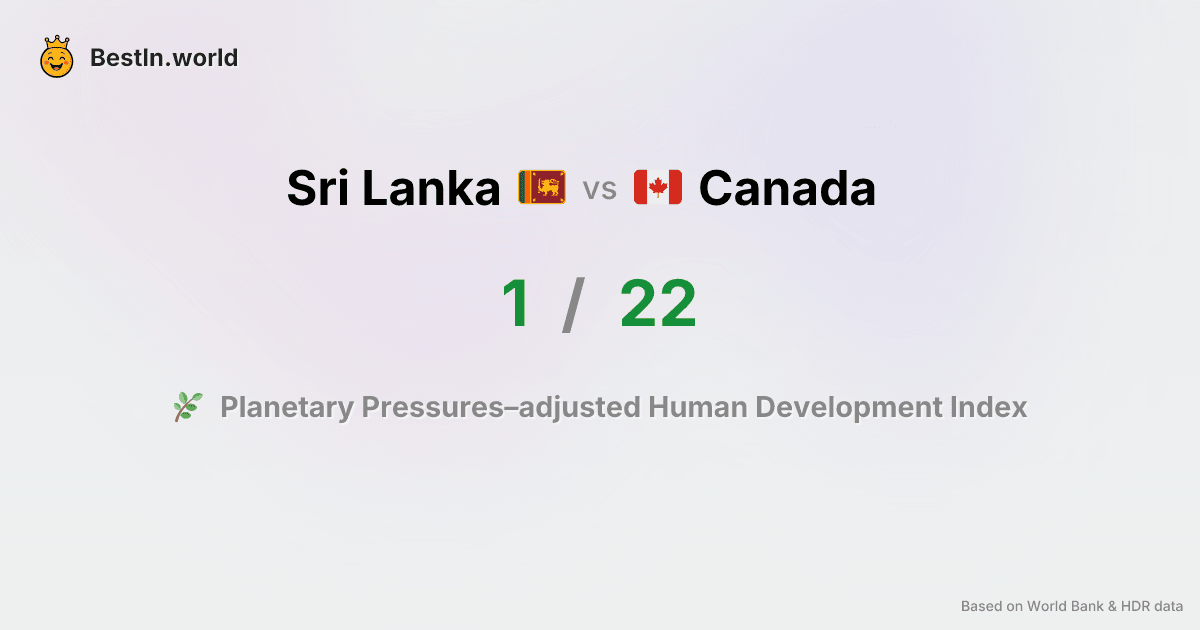 BestIn.world
Sri Lanka vs Canada
1 / 22
Planetary Pressures–adjusted Human Development Index
Based on World Bank & HDR data